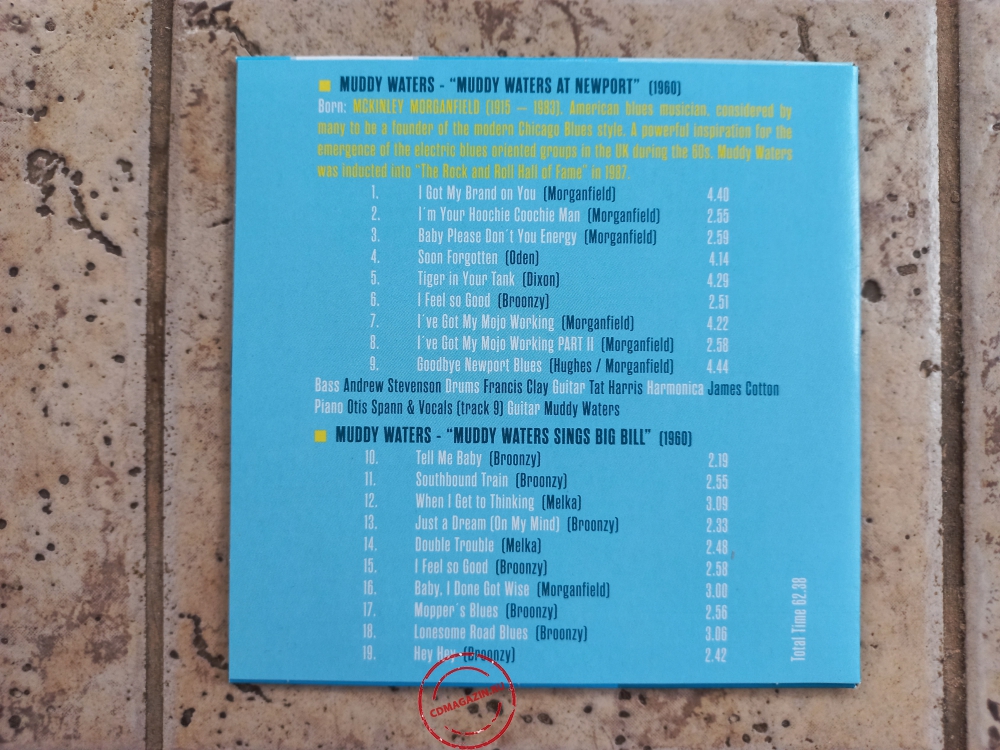 MUDDY WATERS - "MUDDY WATERS AT NEWPORT" (1960)
Born: MCKINLEY MORGANFIELD (1915 – 1983). American blues musician, considered by
many to be a founder of the modern Chicago Blues style. A powerful inspiration for the
emergence of the electric blues oriented groups in the UK during the 60s. Muddy Waters
was inducted into "The Rock and Roll Hall of Fame" in 1987.
1. I Got My Brand on You (Morganfield) 4.40
2. I´m Your Hoochie Coochie Man (Morganfield) 2.55
3. Baby Please Don´t You Energy (Morganfield) 2.59
4. Soon Forgotten (Oden) 4.14
5. Tiger in Your Tank (Dixon) 4.29
6. I Feel so Good (Broonzy) 2.51
7. I´ve Got My Mojo Working (Morganfield) 4.22
8. I´ve Got My Mojo Working PART II (Morganfield) 2.58
9. Goodbye Newport Blues (Hughes / Morganfield) 4.44
Bass Andrew Stevenson Drums Francis Clay Guitar Tat Harris Harmonica James Cotton
Piano Otis Spann & Vocals (track 9) Guitar Muddy Waters
MUDDY WATERS - "MUDDY WATERS SINGS BIG BILL" (1960)
10. Tell Me Baby (Broonzy) 2.19
11. Southbound Train (Broonzy) 2.55
12. When I Get to Thinking (Melka) 3.09
13. Just a Dream (On My Mind) (Broonzy) 2.33
14. Double Trouble (Melka) 2.48
15. I Feel so Good (Broonzy) 2.58
16. Baby, I Done Got Wise (Morganfield) 3.00
17. Mopper´s Blues (Broonzy) 2.56
18. Lonesome Road Blues (Broonzy) 3.06
19. Hey Hey (Broonzy) 2.42
Total Time 62.38
CDMAGAZIN.RU